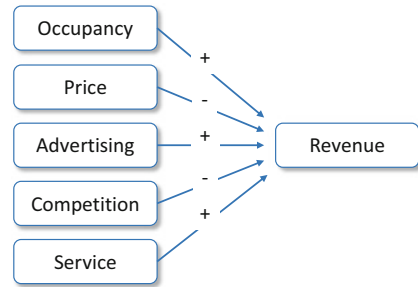 Occupancy
+
Price
-
Advertising
+
Revenue
-
Competition
+
Service